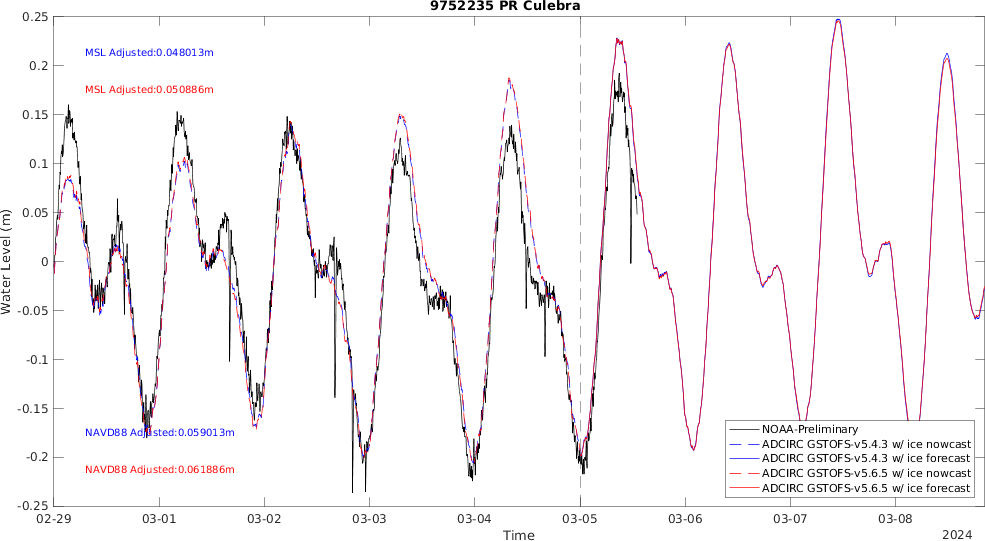 9752235 PR Culebra
0.25
0.2
0.15
0.1
0.05
0
-0.05
-0.1
-0.15
-0.2
-0.25
Water Level (m)
MSL Adjusted:0.048013m
MSL Adjusted:0.050886m
NAVD88 Adjusted:0.059013m
NAVD88 Adjusted:0.061886m
NOAA-Preliminary
ADCIRC GSTOFS-v5.4.3 w/ ice nowcast
ADCIRC GSTOFS-v5.4.3 w/ ice forecast
ADCIRC GSTOFS-v5.6.5 w/ ice nowcast
ADCIRC GSTOFS-v5.6.5 w/ ice forecast
02-29 03-01 03-02 03-03 03-04 03-05 03-06 03-07 03-08
Time
2024